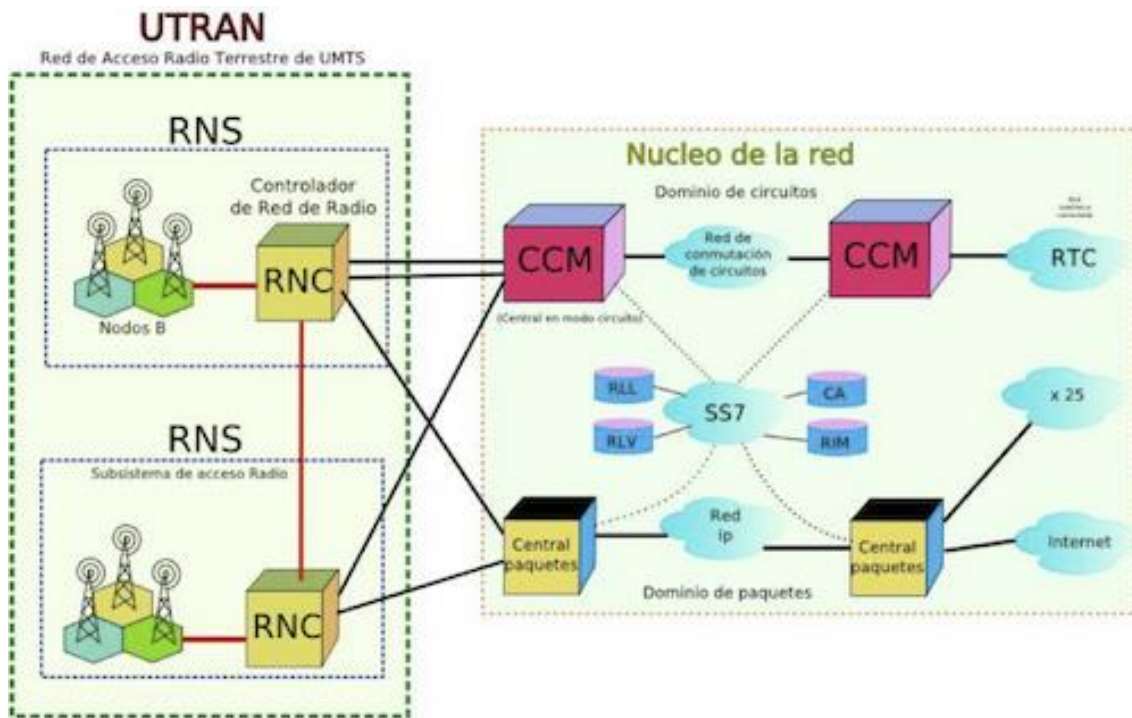 UTRAN
Red de Acceso Radio Terrestre de UMTS
RNS
Controlador
de Red de Radio
RNC
Nodos B
RNS
Subsistema de acceso Radio
RNC
Nucleo de la red
Dominio de circuitos
CCM
Red de
conmutación
de circuitos
CCM
RTC
(Central en modo circuito)
RLL
CA
SS7
RLV
RIM
x 25
Central
paquetes
Red
ip
Central
paquetes
Internet
Dominio de paquetes